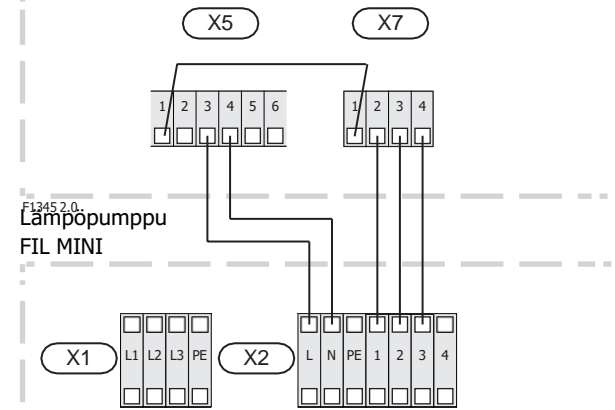 X5 X7
1 2 3 4 5 6 1 2 3 4
F1345 2.0
Lämpöpumppu
FIL MINI
X1 L1 L2 L3 PE X2 L N PE 1 2 3 4